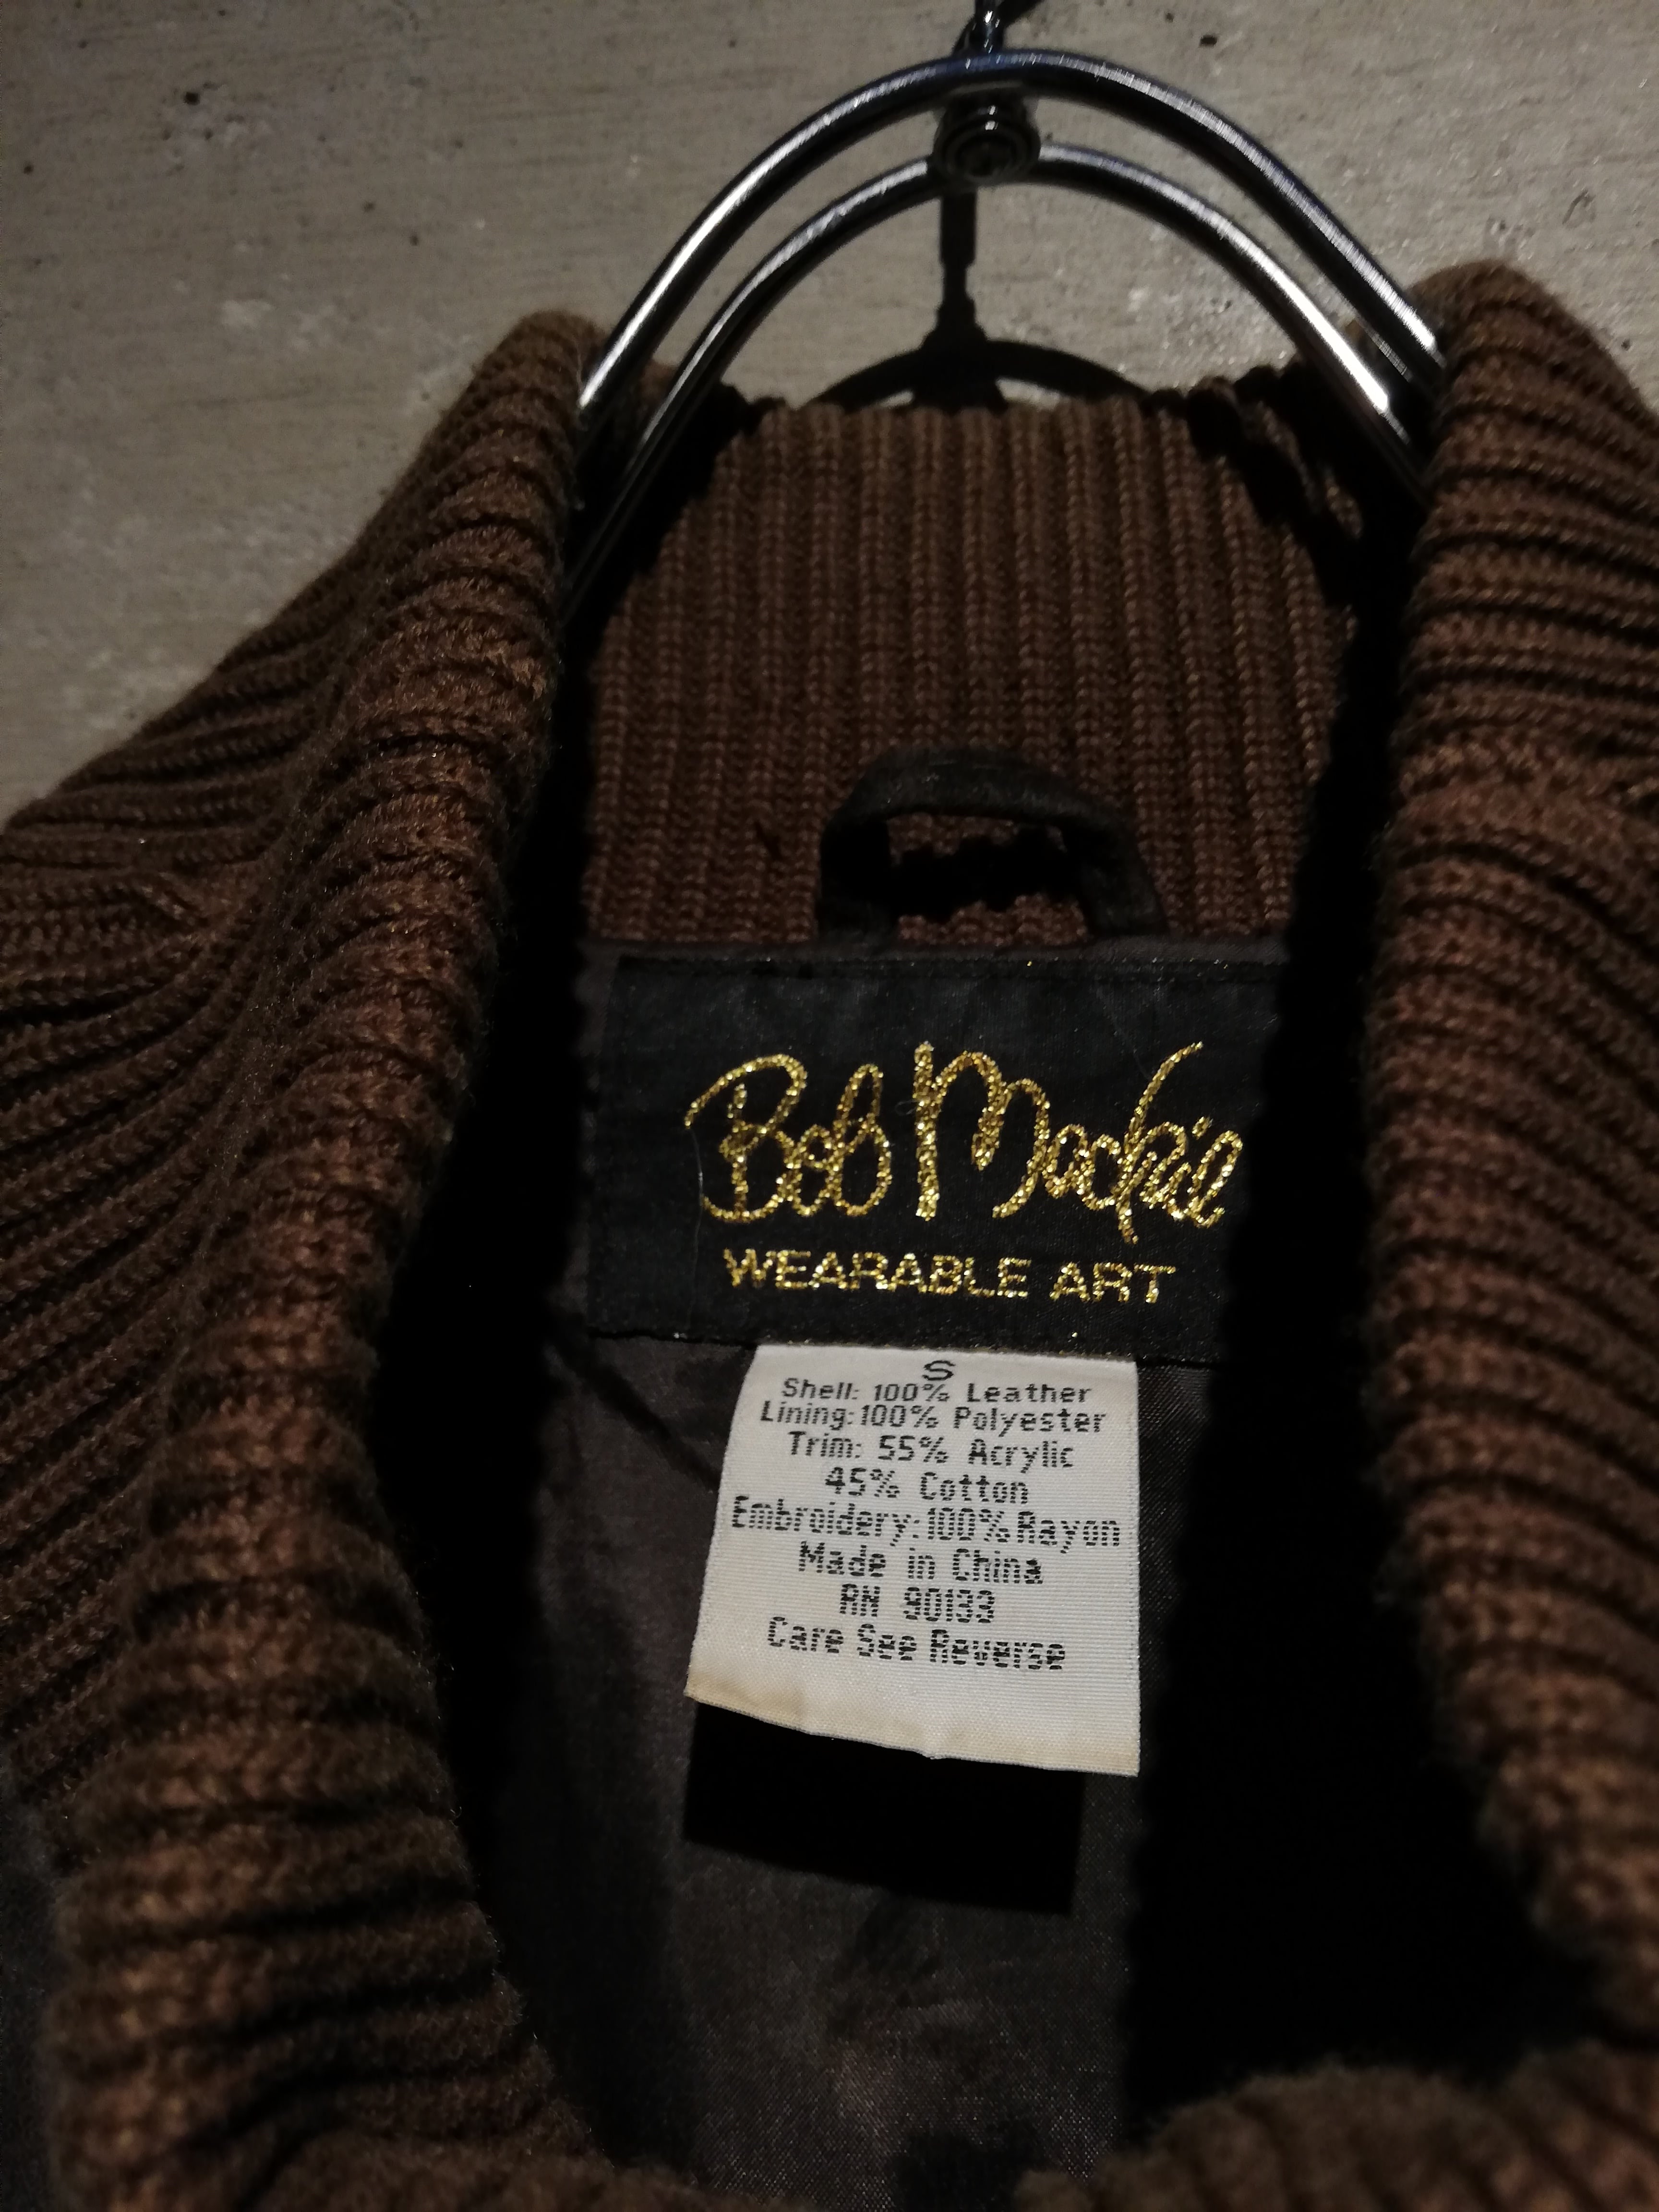 Bob Mackie
WEARABLE ART
S
Shell: 100% Leather
Lining:100% Polyester
Trim: 55% Acrylic
45% Cotton
Embroidery:100% Rayon
Made in China
RN 90133
Care See Reverse